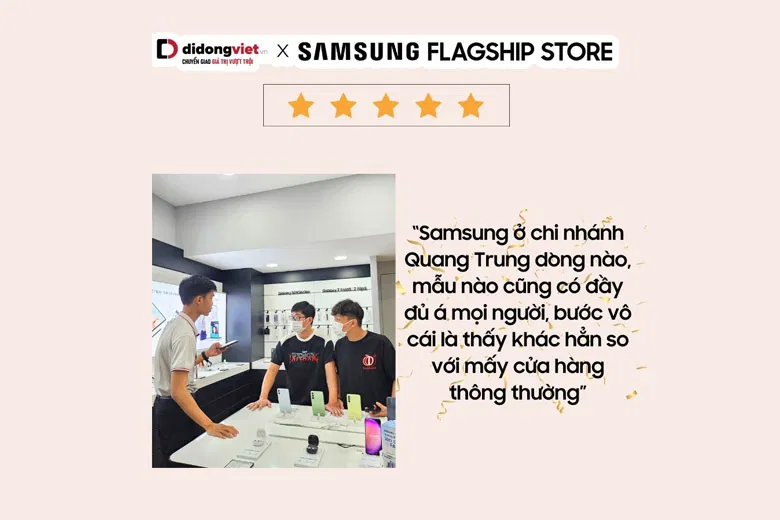 didongviet.vn X SAMSUNG FLAGSHIP STORE
CHUYỂN GIAO GIÁ TRỊ VƯỢT TRỘI
“Samsung ở chi nhánh
Quang Trung dòng nào,
mẫu nào cũng có đầy
đủ á mọi người, bước vô
cái là thấy khác hẳn so
với mấy cửa hàng
thông thường”